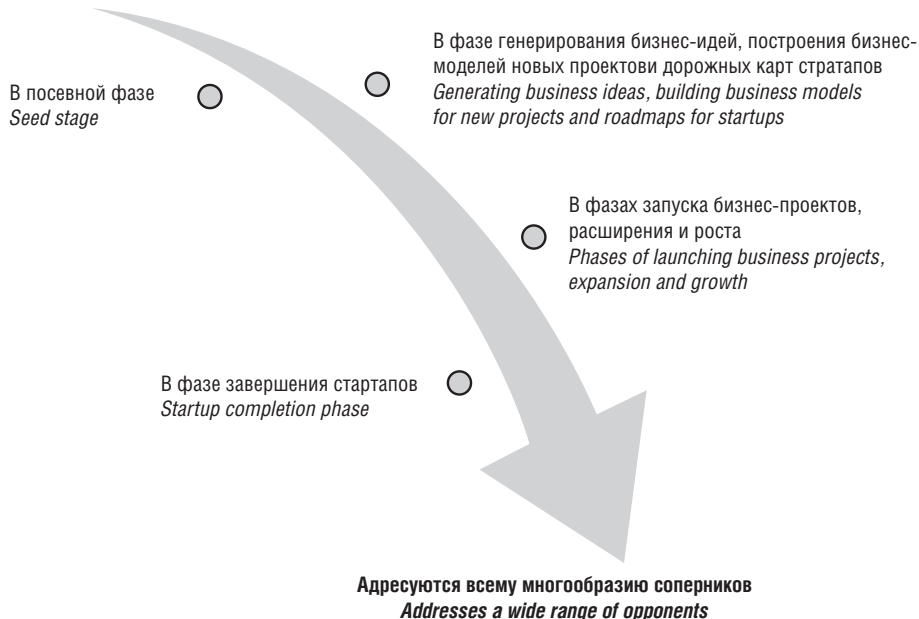 В посевной фазе
Seed stage
В фазе генерирования бизнес-идей, построения бизнес-
моделей новых проектови дорожных карт стратапов
Generating business ideas, building business models
for new projects and roadmaps for startups
В фазах запуска бизнес-проектов,
расширения и роста
Phases of launching business projects,
expansion and growth
В фазе завершения стартапов
Startup completion phase
Адресуются всему многообразию соперников
Addresses a wide range of opponents